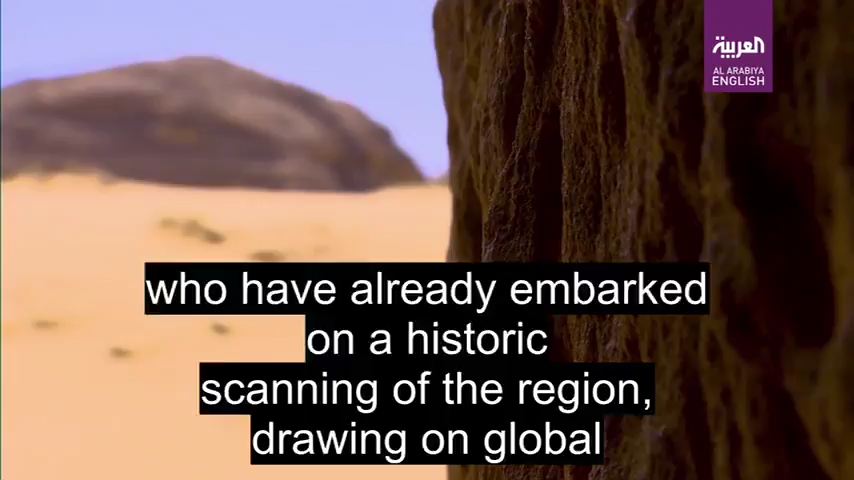 العربية
AL ARABIYA
ENGLISH
who have already embarked
on a historic
scanning of the region,
drawing on global